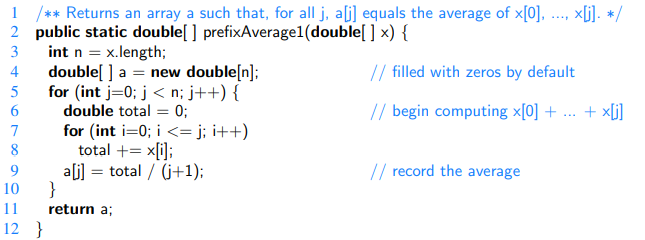 1 /** Returns an array a such that, for all j, a[j] equals the average of x[0], ..., x[j]. */
2 public static double[ ] prefixAverage1(double[ ] x) {
3 int n = x.length;
4 double[ ] a = new double[n]; // filled with zeros by default
5 for (int j=0; j < n; j++) {
6 double total = 0; // begin computing x[0] + ... + x[j]
7 for (int i=0; i <= j; i++)
8 total += x[i];
9 a[j] = total / (j+1); // record the average
10 }
11 return a;
12 }